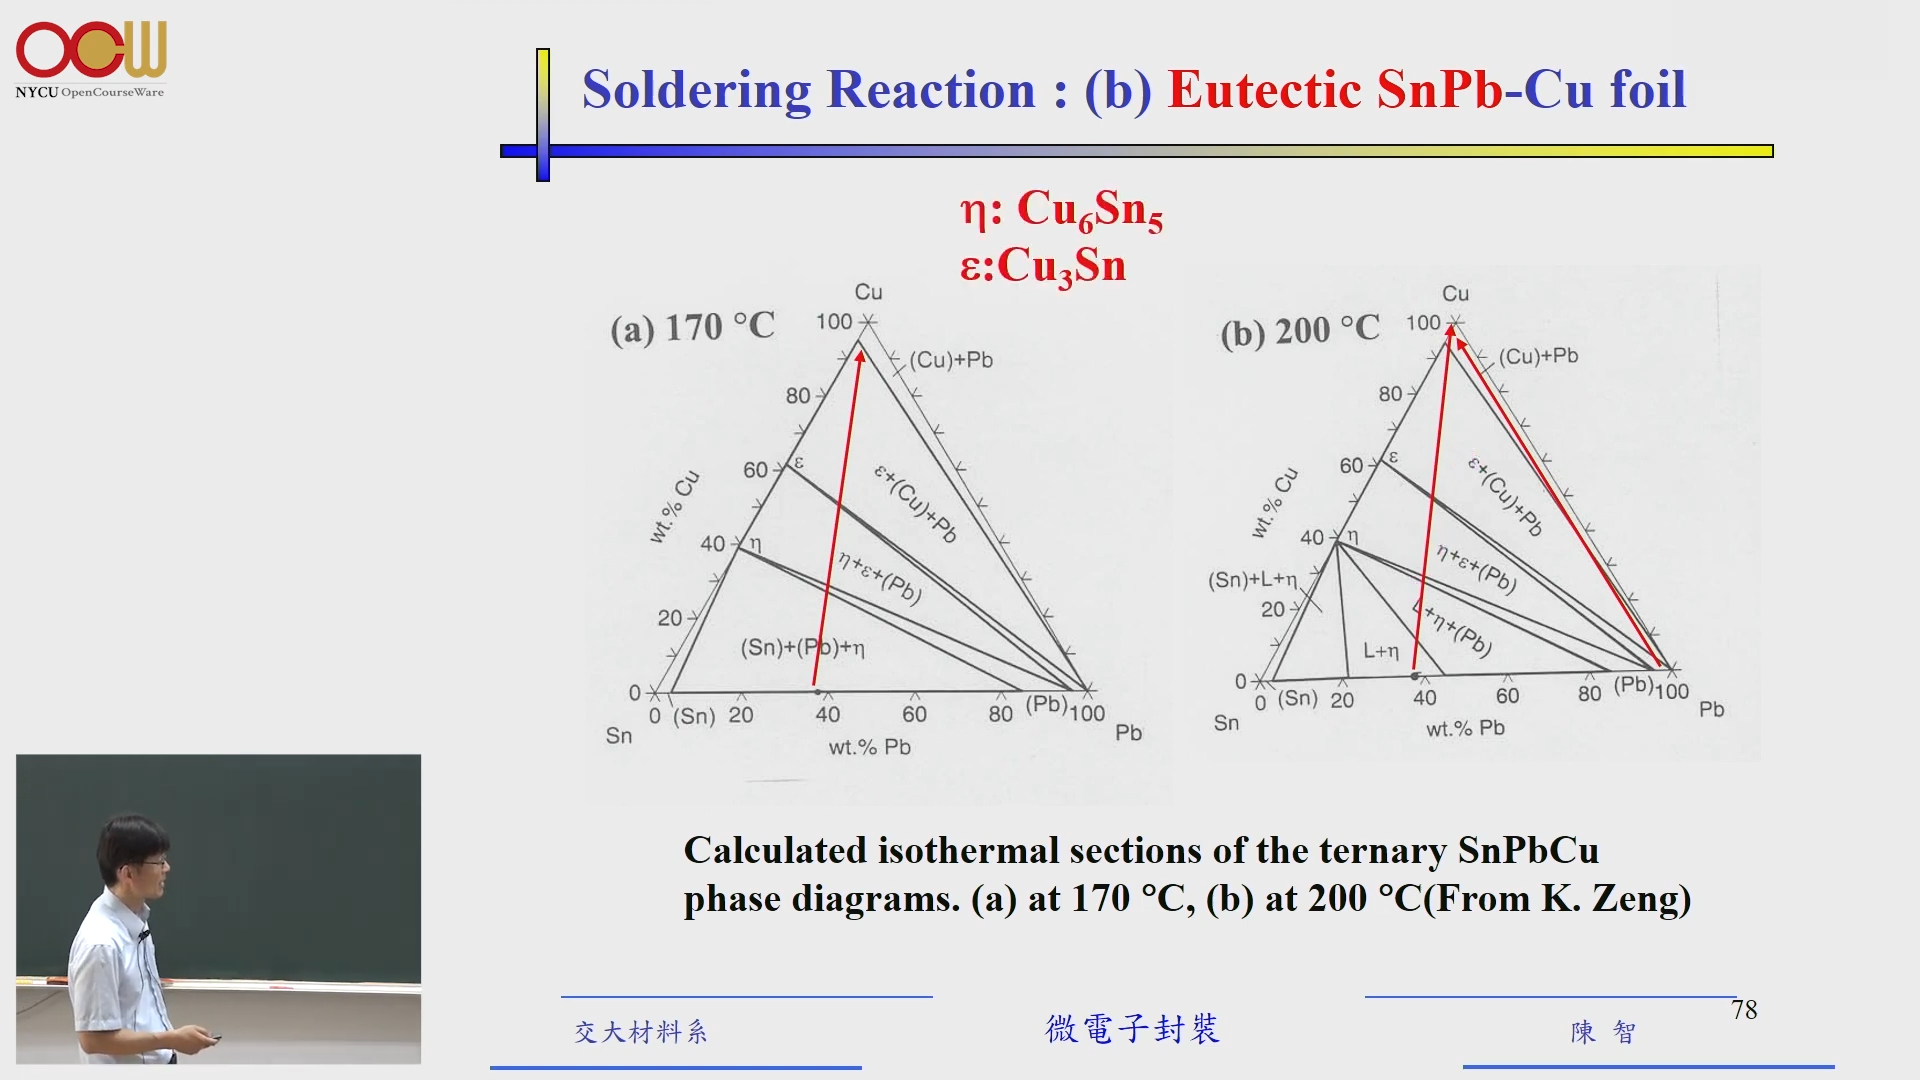 OCW
NYCU OpenCourseWare
Soldering Reaction : (b) Eutectic SnPb-Cu foil
η: Cu₆Sn₅
ε:Cu₃Sn
(a) 170 °C
Cu
100
(Cu)+Pb
80
60
ε
ε+(Cu)+Pb
wt.% Cu
40
η
η+ε+(Pb)
20
(Sn)+(Pb)+η
0
0 (Sn) 20 40 60 80 (Pb) 100
Sn
wt.% Pb
Pb
(b) 200 °C
Cu
100
(Cu)+Pb
80
60
ε
ε+(Cu)+Pb
wt.% Cu
40
η
η+ε+(Pb)
(Sn)+L+η
20
L+η+(Pb)
L+η
0
0 (Sn) 20 40 60 80 (Pb) 100
Sn
wt.% Pb
Pb
Calculated isothermal sections of the ternary SnPbCu
phase diagrams. (a) at 170 °C, (b) at 200 °C(From K. Zeng)
交大材料系
微電子封裝
陳 智
78